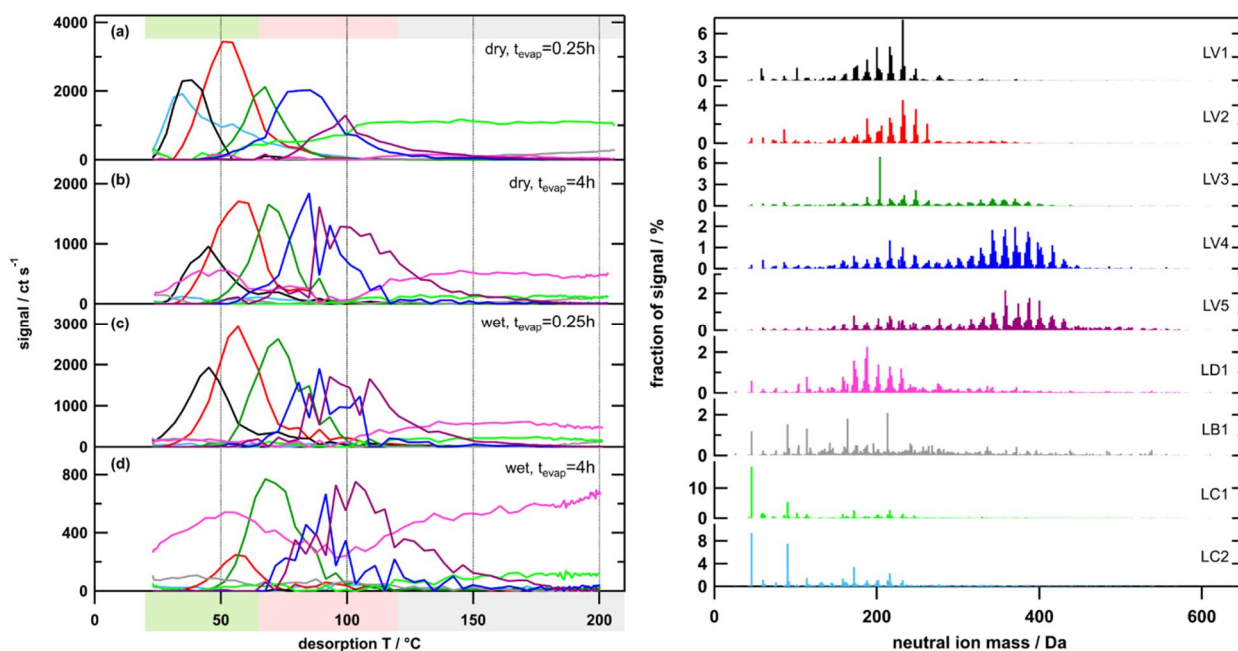 (a)
dry, tevap=0.25h
4000
2000
0
(b)
dry, tevap=4h
2000
1000
0
(c)
wet, tevap=0.25h
3000
2000
1000
0
(d)
wet, tevap=4h
800
400
0
signal / ct s-1
0
50
100
150
200
desorption T / °C
6
3
0
LV1
4
2
0
LV2
6
3
0
LV3
2
1
0
LV4
2
1
0
LV5
2
1
0
LD1
2
1
0
LB1
10
0
LC1
8
4
0
LC2
fraction of signal / %
0
200
400
600
neutral ion mass / Da